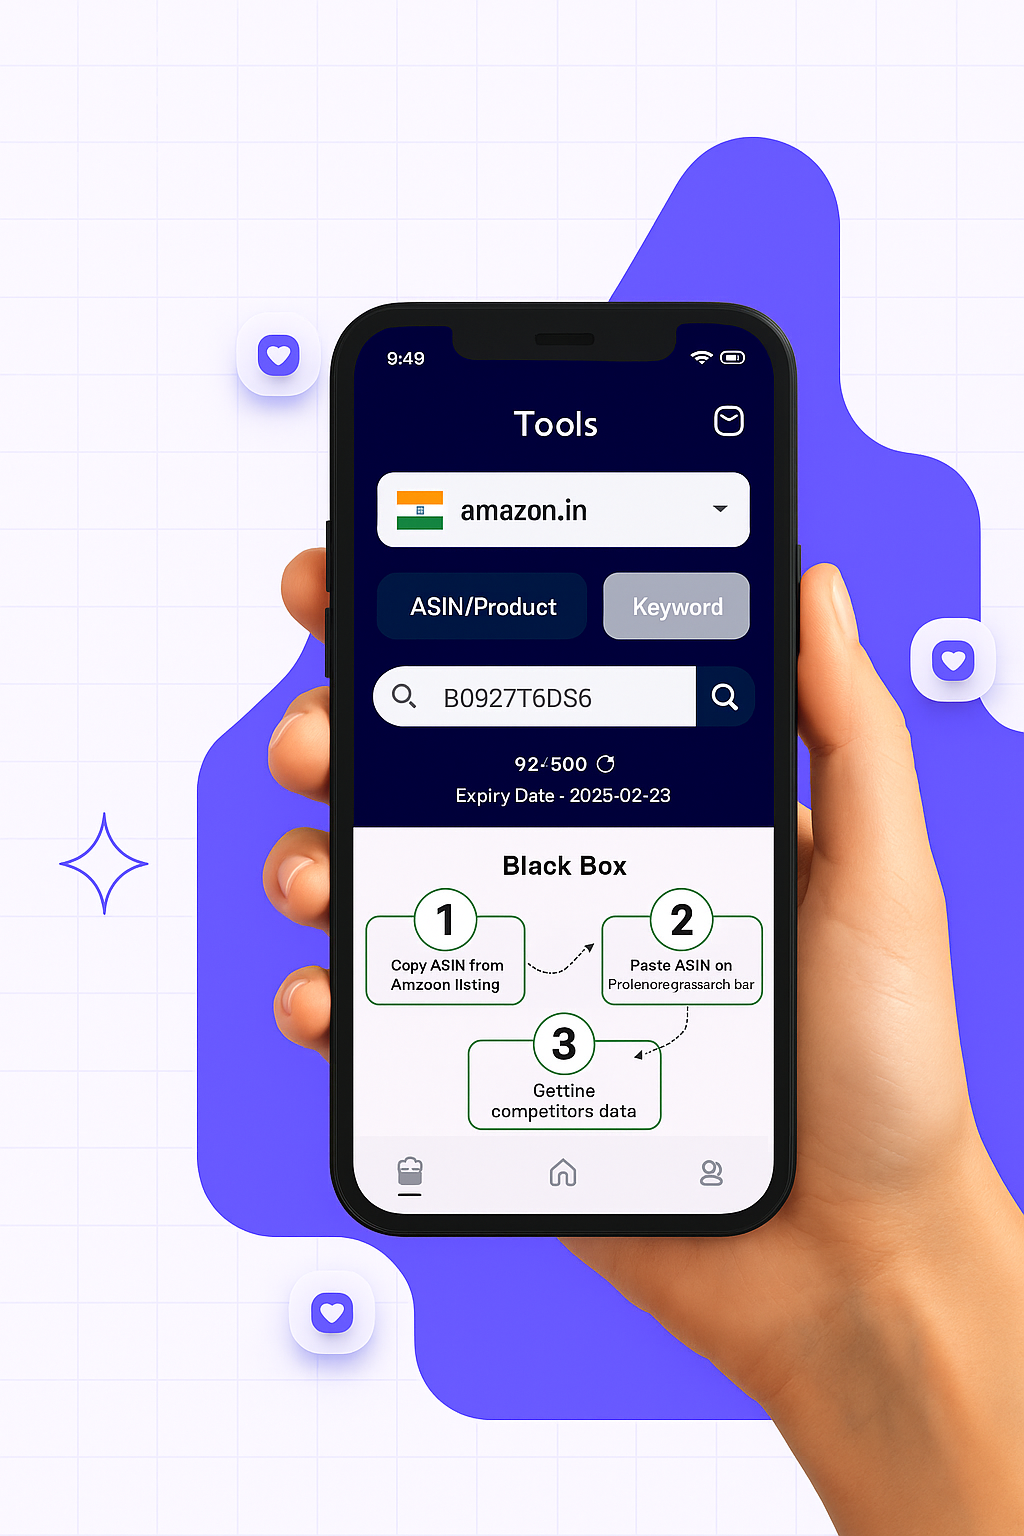 9:49
Tools
amazon.in
ASIN/Product
Keyword
B0927T6DS6
92/500
Expiry Date - 2025-02-23
Black Box
1
Copy ASIN from
Amzoon lIsting
2
Paste ASIN on
Prolenoregrassarch bar
3
Gettine
competitors data